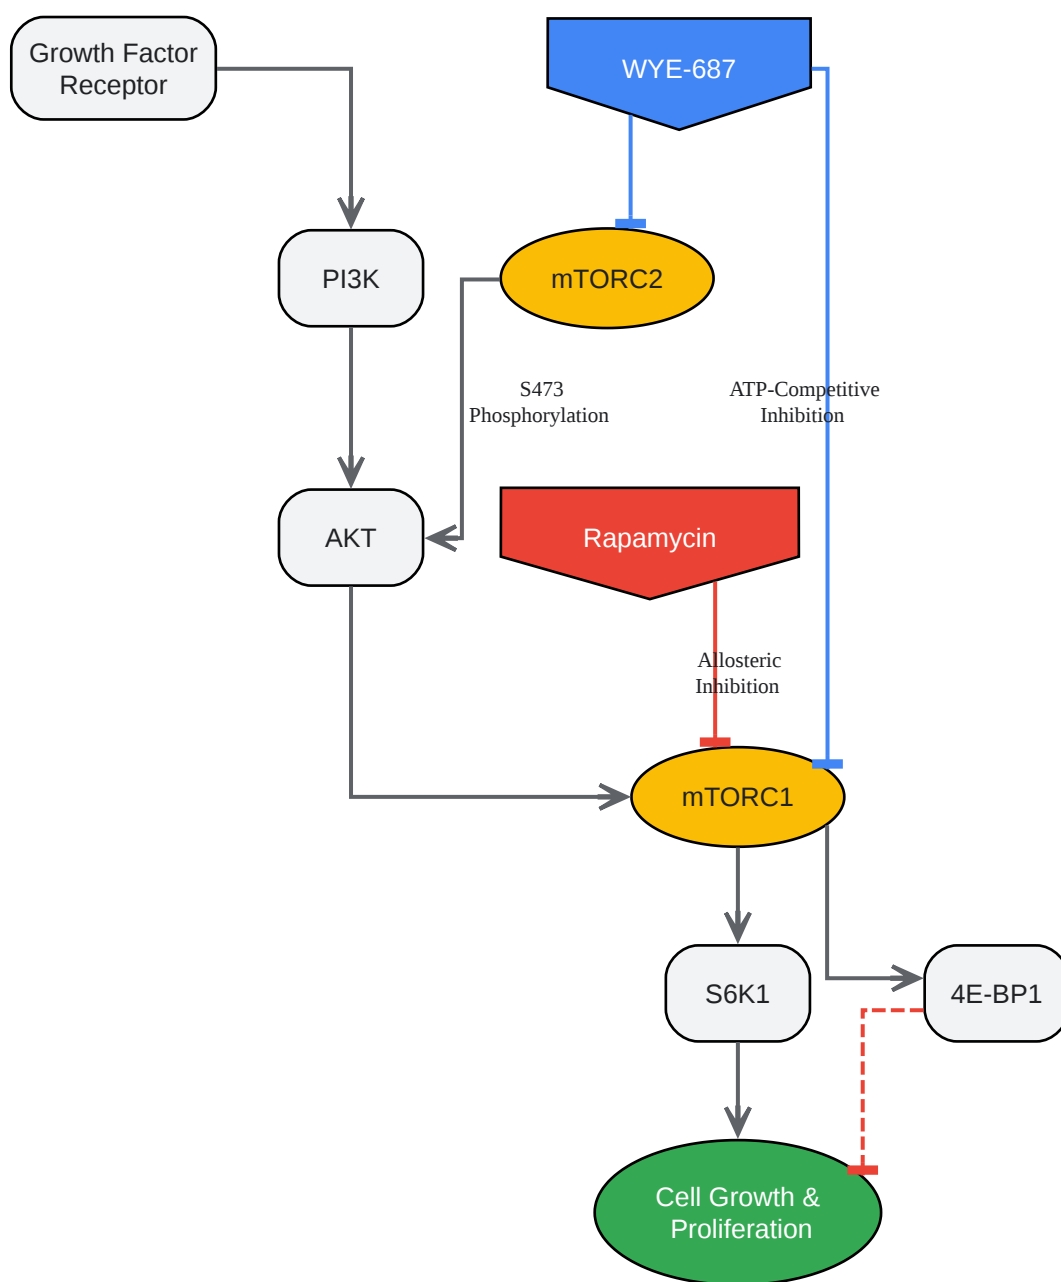 Growth Factor
Receptor
WYE-687
PI3K
mTORC2
S473
Phosphorylation
ATP-Competitive
Inhibition
AKT
Rapamycin
Allosteric
Inhibition
mTORC1
S6K1
4E-BP1
Cell Growth &
Proliferation